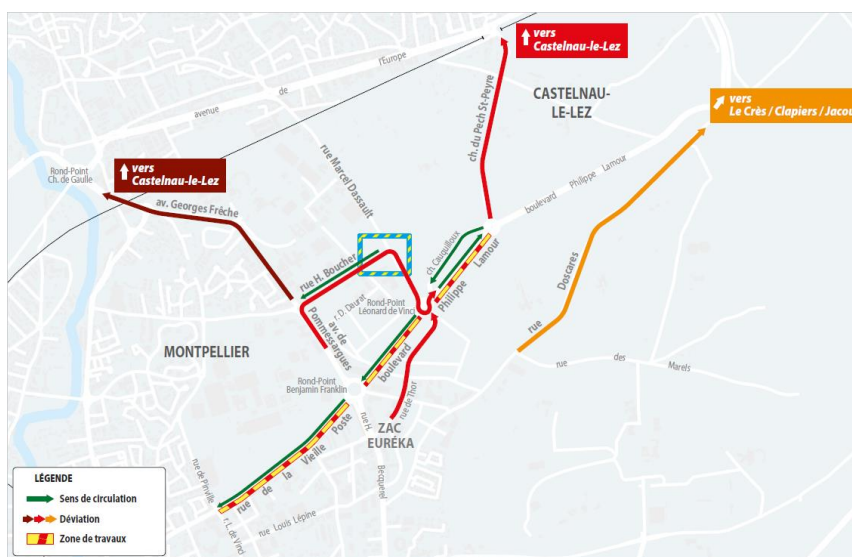 vers
Castelnau-le-Lez
CASTELNAU-
LE-LEZ
vers
Le Crès / Clapiers / Jacou
avenue de l'Europe
rue Marcel Dassault
ch. du Pech St-Peyre
boulevard Philippe Lamour
Rond-Point
Ch. de Gaulle
vers
Castelnau-le-Lez
av. Georges Frêche
rue H. Boucher
ch. Cauquilloux
r. D. Daurat
Rond-Point
Léonard de Vinci
boulevard Philippe Lamour
rue Doscares
av. de
Pommessargues
MONTPELLIER
rue des Marels
Rond-Point
Benjamin Franklin
rue de Thor
ZAC
EURÉKA
rue H. Becquerel
rue de la Vieille Poste
rue de Pinville
r. L. de Vinci
rue Louis Lépine
LÉGENDE
Sens de circulation
Déviation
Zone de travaux